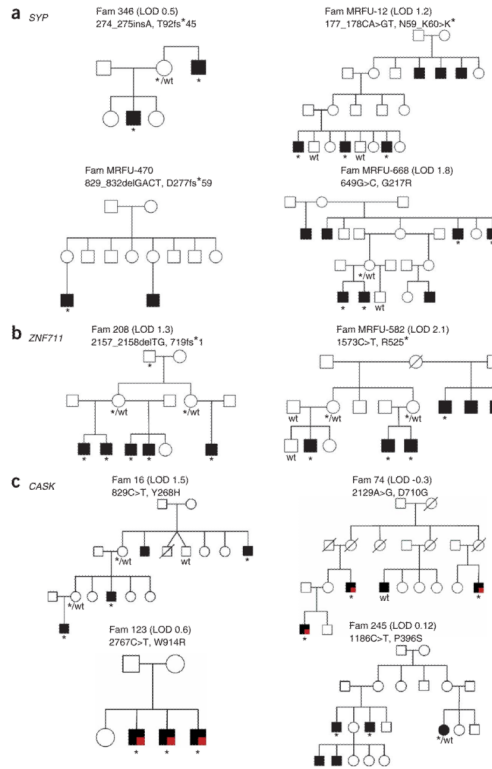 a SYP
Fam 346 (LOD 0.5)
274_275insA, T92fs*45
*/wt
*
*
Fam MRFU-12 (LOD 1.2)
177_178CA>GT, N59_K60>K*
* wt * wt *
Fam MRFU-470
829_832delGACT, D277fs*59
*
Fam MRFU-668 (LOD 1.8)
649G>C, G217R
* *
*/wt
* * wt
b ZNF711
Fam 208 (LOD 1.3)
2157_2158delTG, 719fs*1
*
*/wt */wt
* * * * *
Fam MRFU-582 (LOD 2.1)
1573C>T, R525*
wt */wt */wt *
wt * *
c CASK
Fam 16 (LOD 1.5)
829C>T, Y268H
*/wt wt *
*/wt *
*
Fam 74 (LOD -0.3)
2129A>G, D710G
* wt *
*
Fam 123 (LOD 0.6)
2767C>T, W914R
* * *
Fam 245 (LOD 0.12)
1186C>T, P396S
* * */wt